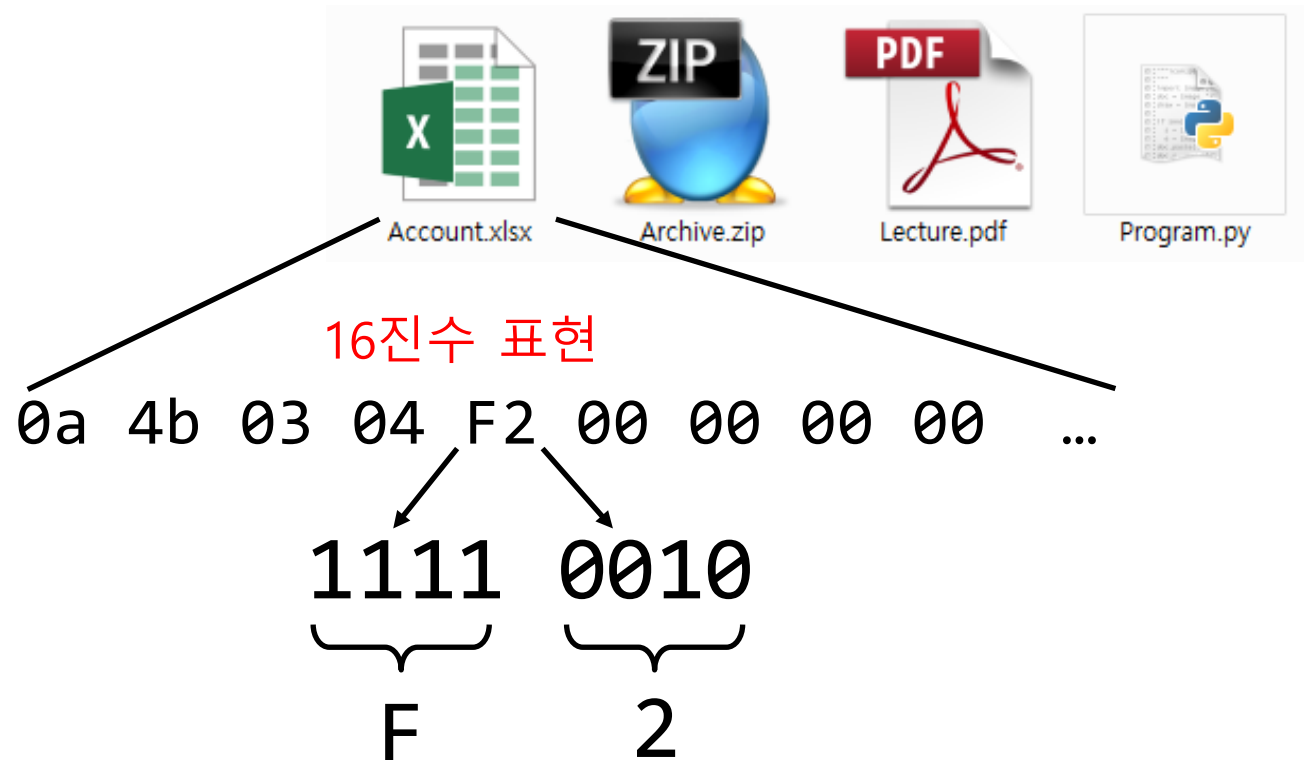 X ZIP PDF
Account.xlsx Archive.zip Lecture.pdf Program.py
16진수 표현
0a 4b 03 04 F2 00 00 00 00 …
1111 0010
F 2